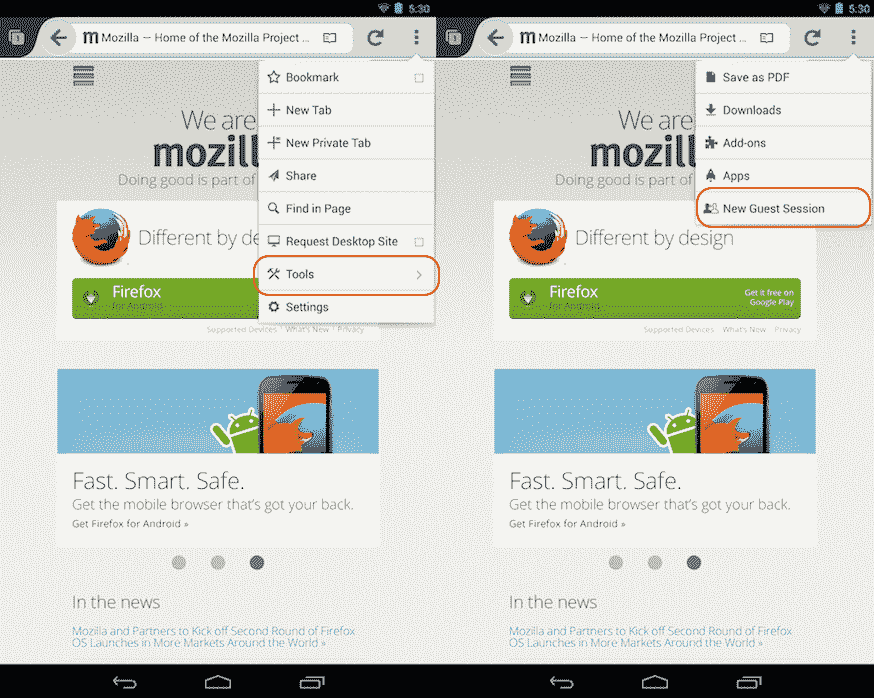 5:30
1
m Mozilla — Home of the Mozilla Project ...
Bookmark
New Tab
New Private Tab
Share
Find in Page
Request Desktop Site
Tools
Settings
We are
mozill
Doing good is part of
Different by de
Firefox
for Android
Supported Devices What's New Privacy
Fast. Smart. Safe.
Get the mobile browser that's got your back.
Get Firefox for Android »
In the news
Mozilla and Partners to Kick off Second Round of Firefox
OS Launches in More Markets Around the World »
5:30
1
m Mozilla — Home of the Mozilla Project ...
Save as PDF
Downloads
Add-ons
Apps
New Guest Session
We are
mozill
Doing good is part of
Different by design
Firefox
for Android
Get it free on
Google Play
Supported Devices What's New Privacy
Fast. Smart. Safe.
Get the mobile browser that's got your back.
Get Firefox for Android »
In the news
Mozilla and Partners to Kick off Second Round of Firefox
OS Launches in More Markets Around the World »